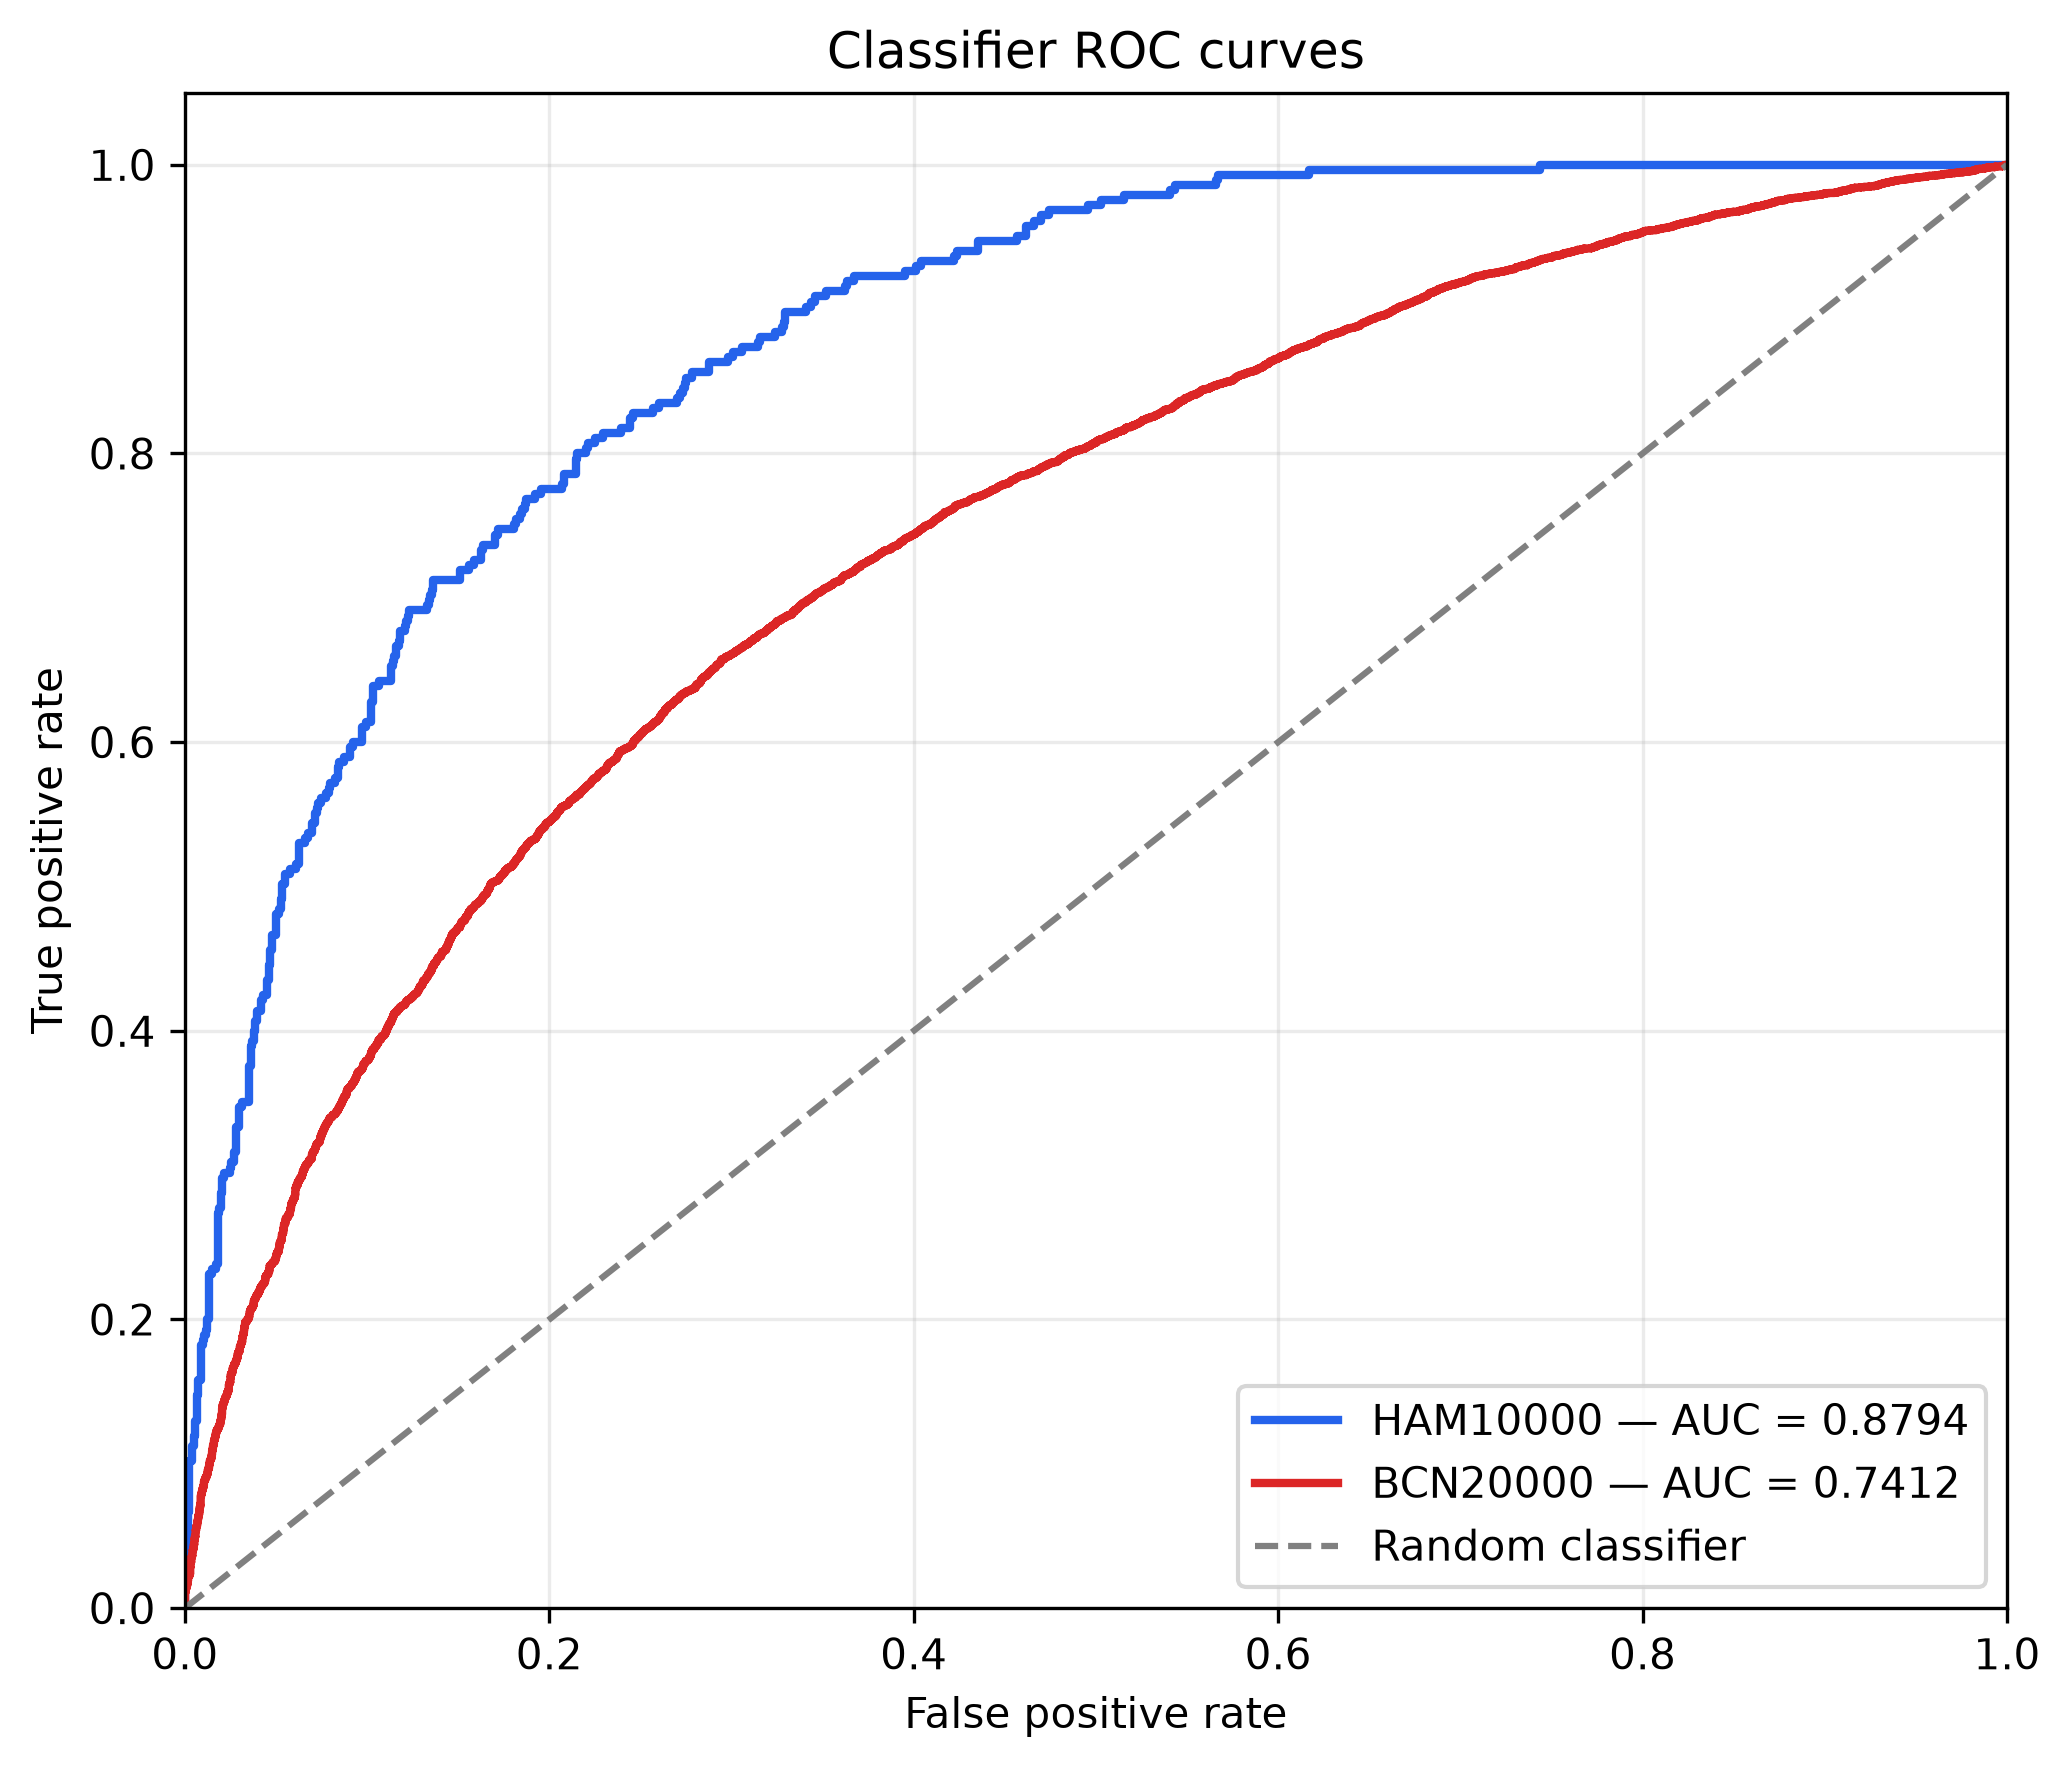 Classifier ROC curves
1.0
0.8
0.6
0.4
0.2
0.0
True positive rate
0.0 0.2 0.4 0.6 0.8 1.0
False positive rate
HAM10000 — AUC = 0.8794
BCN20000 — AUC = 0.7412
Random classifier